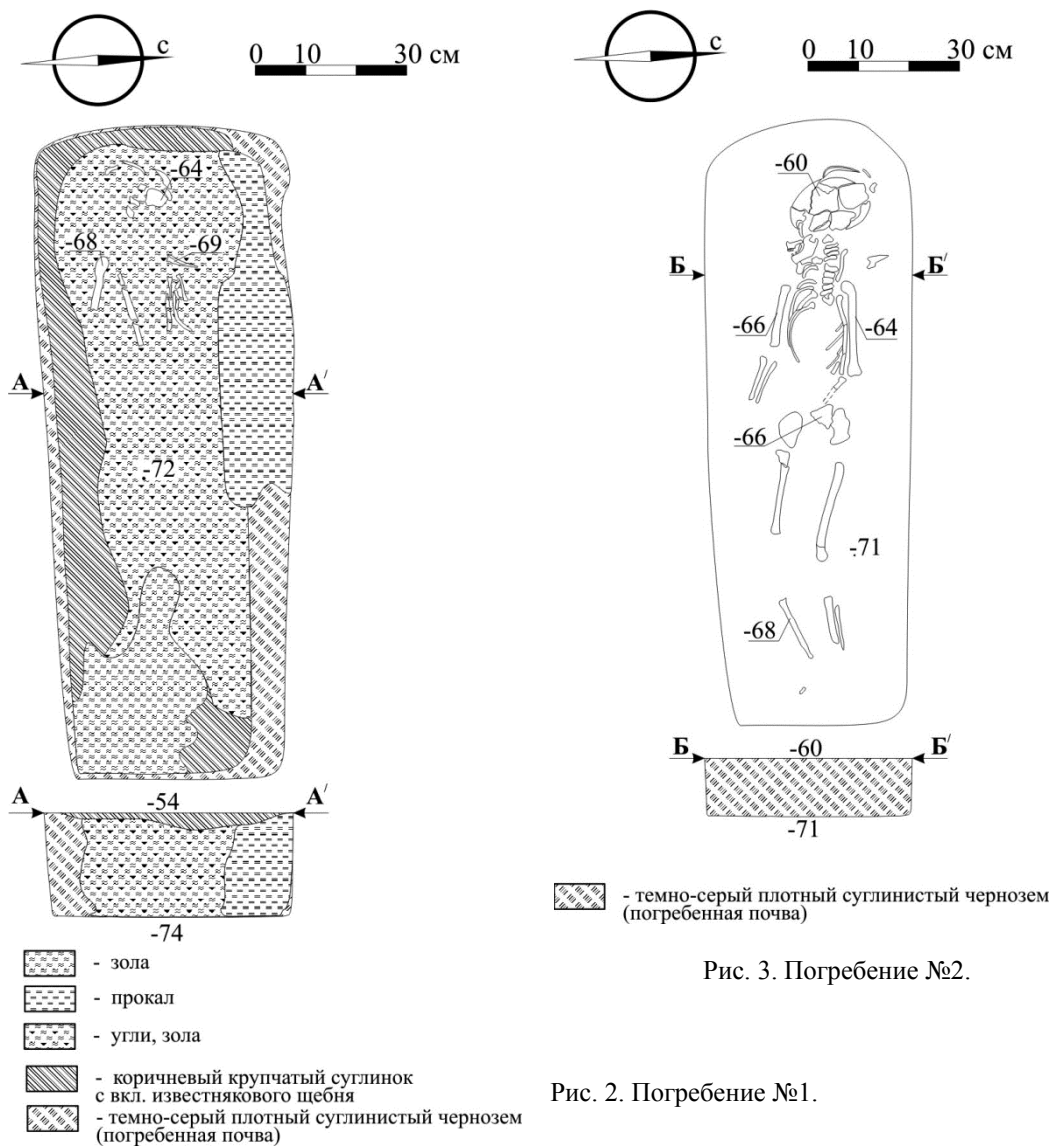 с
0 10 30 см
-64
-68
-69
А А′
-72
А -54 А′
-74
- зола
- прокал
- угли, зола
- коричневый крупчатый суглинок
с вкл. известнякового щебня
- темно-серый плотный суглинистый чернозем
(погребенная почва)
Рис. 2. Погребение №1.
с
0 10 30 см
-60
Б Б′
-66
-64
-66
-71
-68
Б -60 Б′
-71
- темно-серый плотный суглинистый чернозем
(погребенная почва)
Рис. 3. Погребение №2.